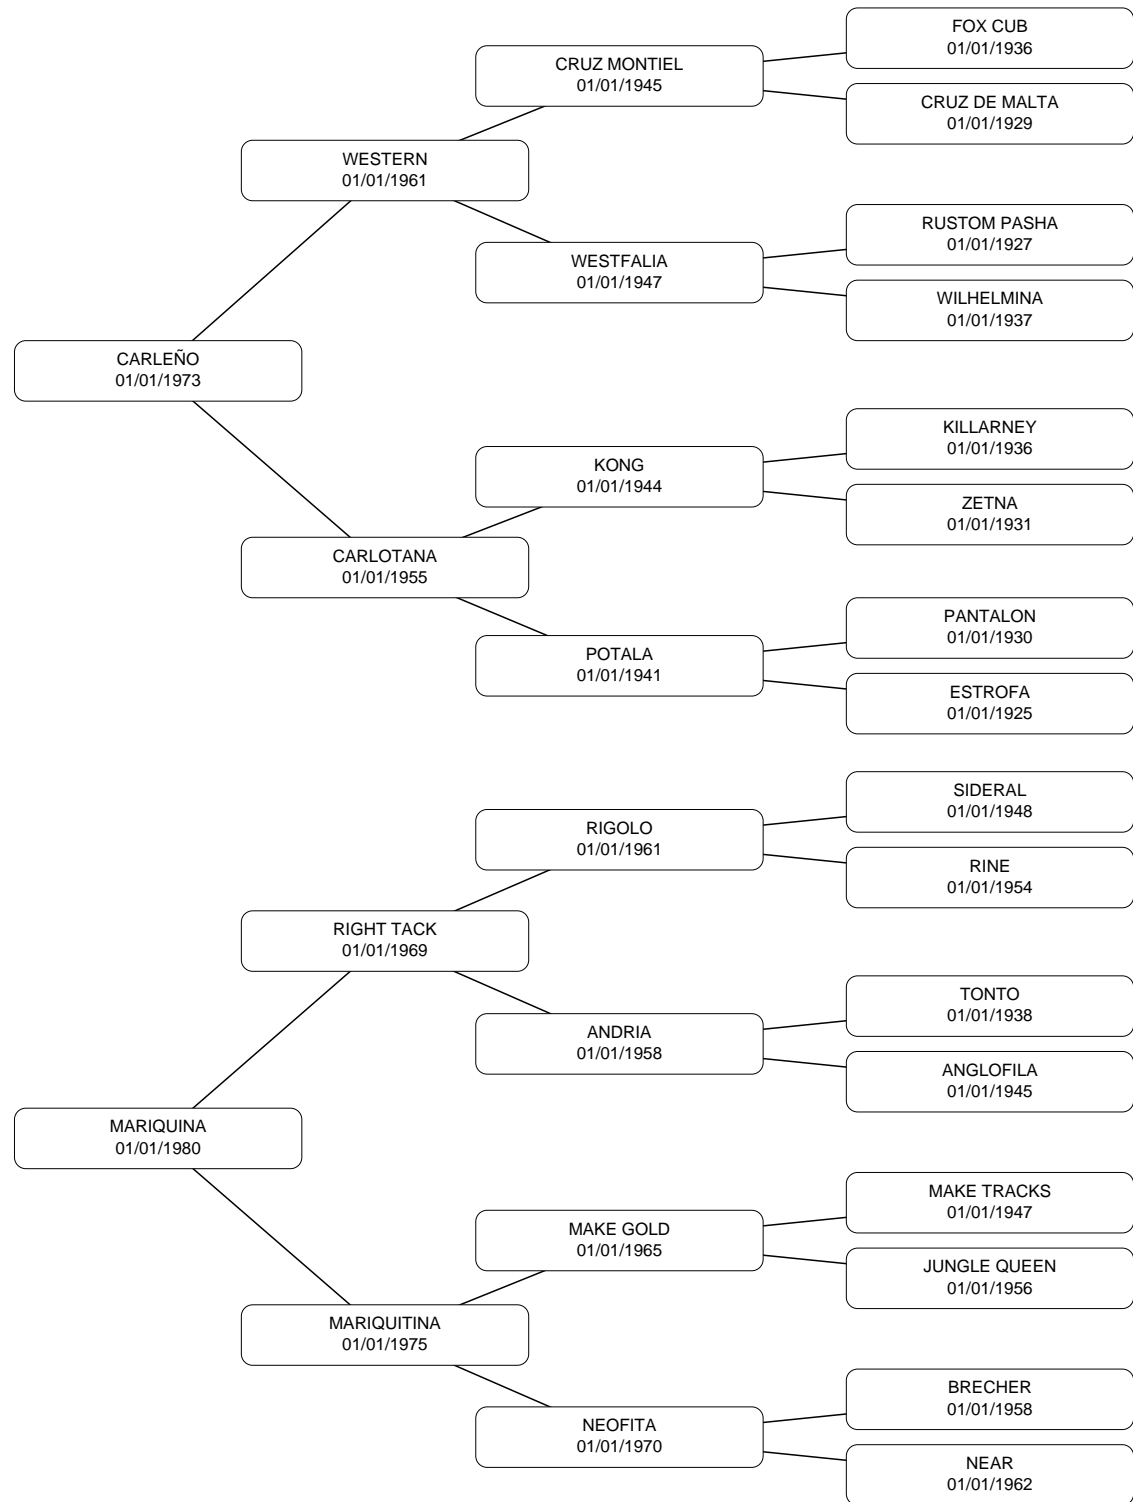 FOX CUB
01/01/1936
CRUZ MONTIEL
01/01/1945
CRUZ DE MALTA
01/01/1929
WESTERN
01/01/1961
RUSTOM PASHA
01/01/1927
WESTFALIA
01/01/1947
WILHELMINA
01/01/1937
CARLEÑO
01/01/1973
KILLARNEY
01/01/1936
KONG
01/01/1944
ZETNA
01/01/1931
CARLOTANA
01/01/1955
PANTALON
01/01/1930
POTALA
01/01/1941
ESTROFA
01/01/1925
SIDERAL
01/01/1948
RIGOLO
01/01/1961
RINE
01/01/1954
RIGHT TACK
01/01/1969
TONTO
01/01/1938
ANDRIA
01/01/1958
ANGLOFILA
01/01/1945
MARIQUINA
01/01/1980
MAKE TRACKS
01/01/1947
MAKE GOLD
01/01/1965
JUNGLE QUEEN
01/01/1956
MARIQUITINA
01/01/1975
BRECHER
01/01/1958
NEOFITA
01/01/1970
NEAR
01/01/1962